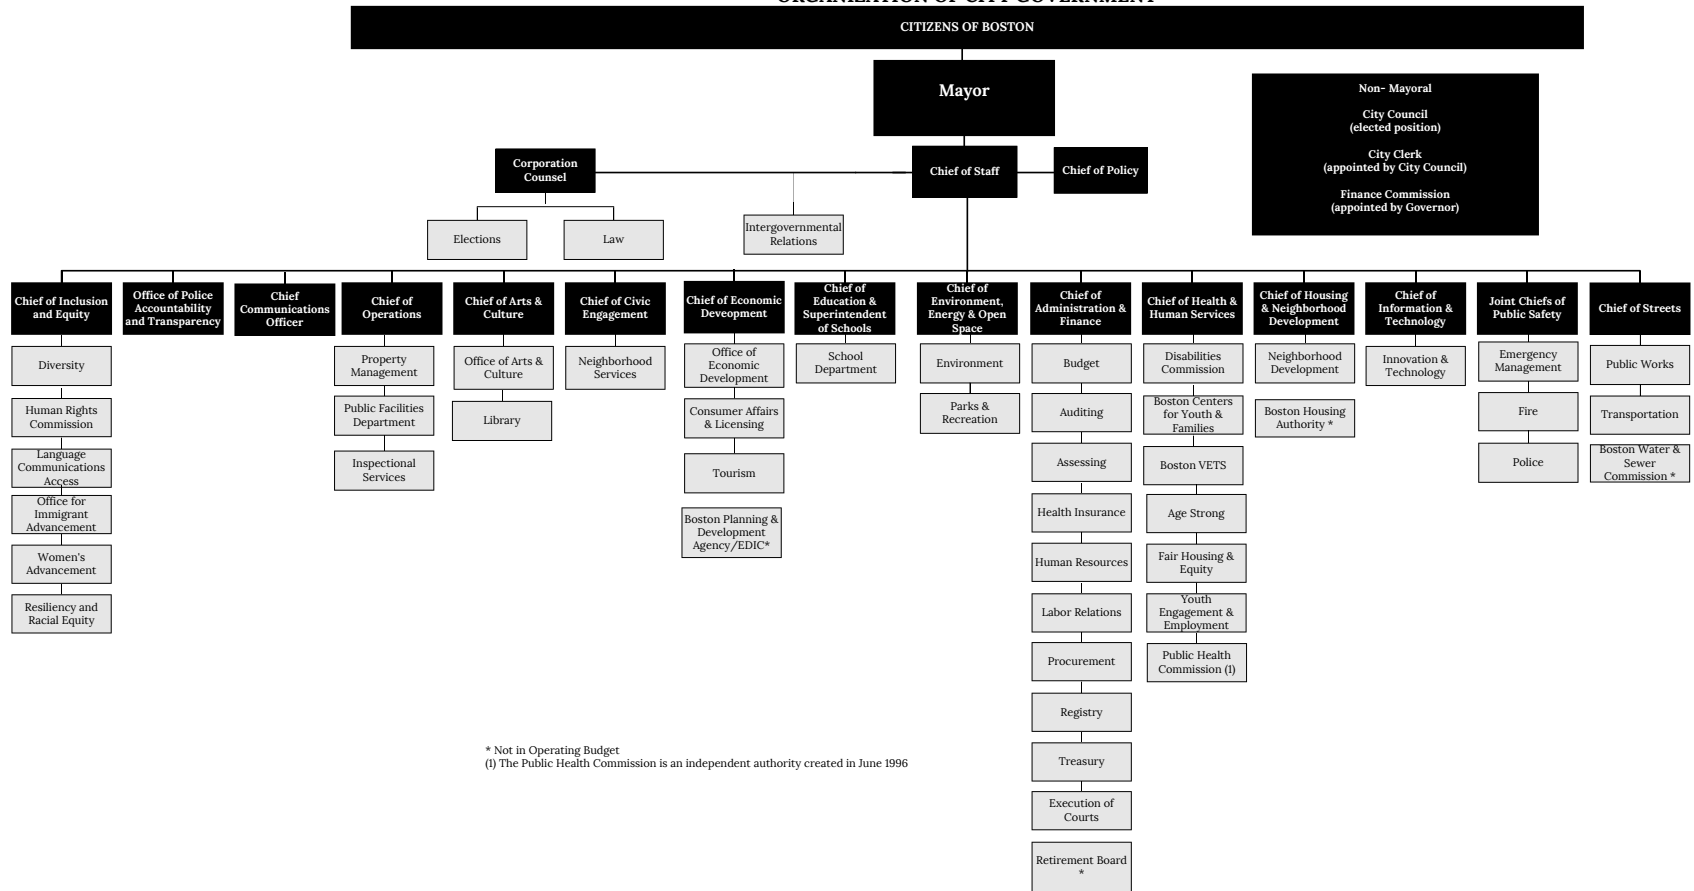 ORGANIZATION OF CITY GOVERNMENT
CITIZENS OF BOSTON
Mayor
Non- Mayoral
City Council
(elected position)
City Clerk
(appointed by City Council)
Finance Commission
(appointed by Governor)
Corporation
Counsel
Chief of Staff
Chief of Policy
Elections
Law
Intergovernmental
Relations
Chief of Inclusion
and Equity
Diversity
Human Rights
Commission
Language
Communications
Access
Office for
Immigrant
Advancement
Women's
Advancement
Resiliency and
Racial Equity
Office of Police
Accountability
and Transparency
Chief
Communications
Officer
Chief of
Operations
Property
Management
Public Facilities
Department
Inspectional
Services
Chief of Arts &
Culture
Office of Arts &
Culture
Library
Chief of Civic
Engagement
Neighborhood
Services
Chief of Economic
Deveopment
Office of
Economic
Development
Consumer Affairs
& Licensing
Tourism
Boston Planning &
Development
Agency/EDIC*
Chief of
Education &
Superintendent
of Schools
School
Department
Chief of
Environment,
Energy & Open
Space
Environment
Parks &
Recreation
Chief of
Administration &
Finance
Budget
Auditing
Assessing
Health Insurance
Human Resources
Labor Relations
Procurement
Registry
Treasury
Execution of
Courts
Retirement Board
*
Chief of Health &
Human Services
Disabilities
Commission
Boston Centers
for Youth &
Families
Boston VETS
Age Strong
Fair Housing &
Equity
Youth
Engagement &
Employment
Public Health
Commission (1)
Chief of Housing
& Neighborhood
Development
Neighborhood
Development
Boston Housing
Authority *
Chief of
Information &
Technology
Innovation &
Technology
Joint Chiefs of
Public Safety
Emergency
Management
Fire
Police
Chief of Streets
Public Works
Transportation
Boston Water &
Sewer
Commission *
* Not in Operating Budget
(1) The Public Health Commission is an independent authority created in June 1996